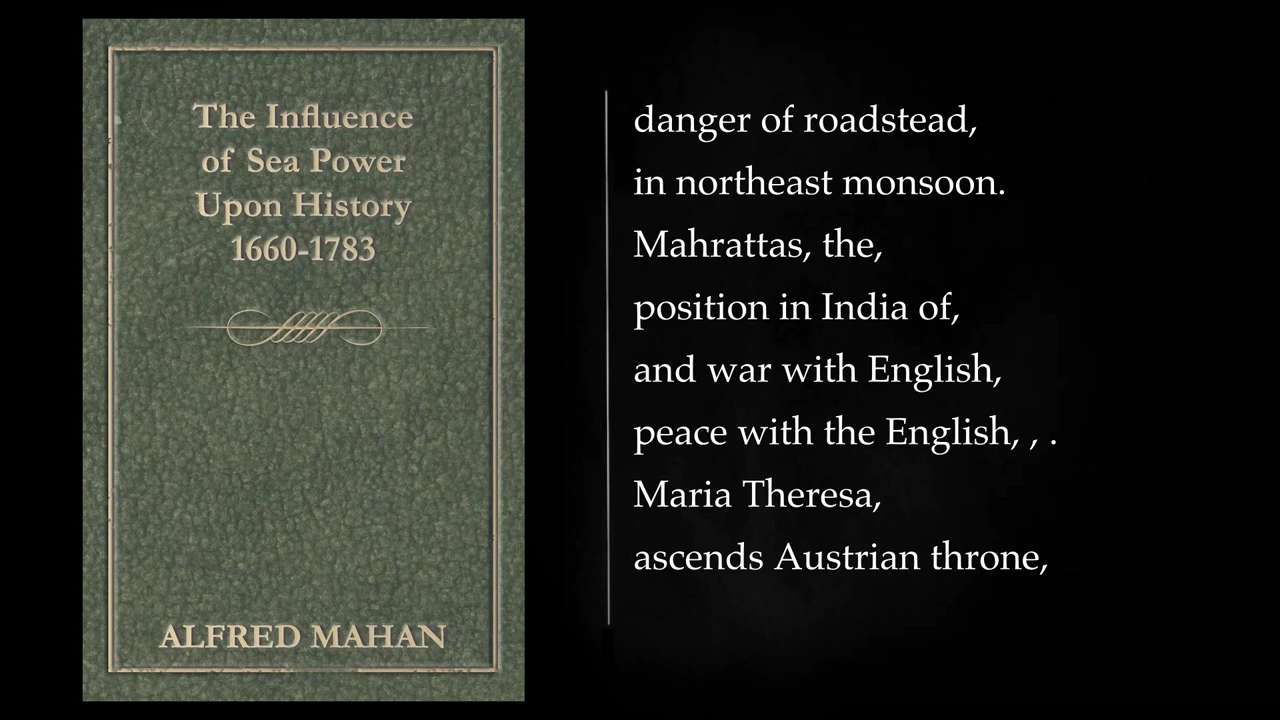 The Influence
of Sea Power
Upon History
1660-1783
ALFRED MAHAN
danger of roadstead,
in northeast monsoon.
Mahrattas, the,
position in India of,
and war with English,
peace with the English, , .
Maria Theresa,
ascends Austrian throne,